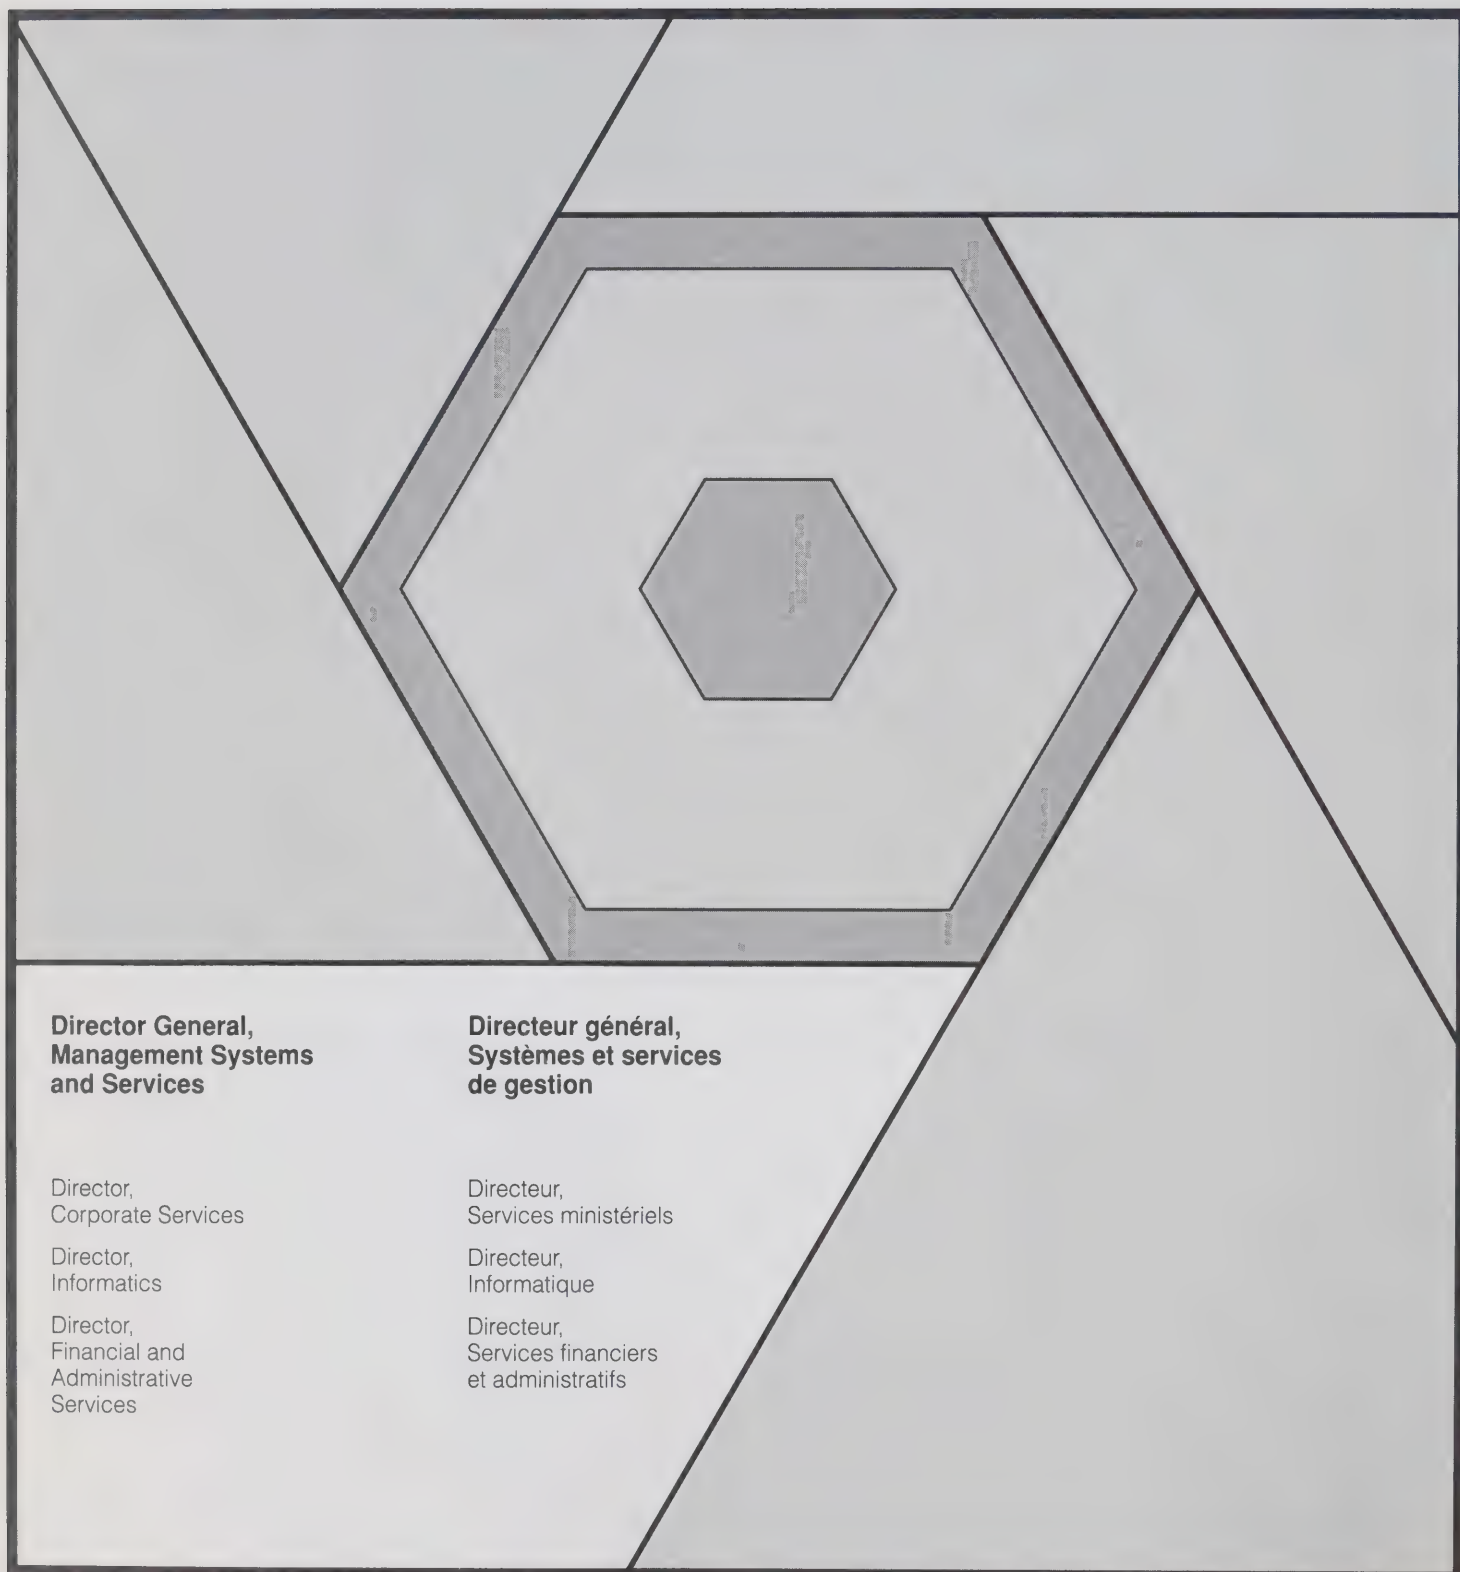 Director General,
Management Systems
and Services
Director,
Corporate Services
Director,
Informatics
Director,
Financial and
Administrative
Services
Directeur général,
Systèmes et services
de gestion
Directeur,
Services ministériels
Directeur,
Informatique
Directeur,
Services financiers
et administratifs